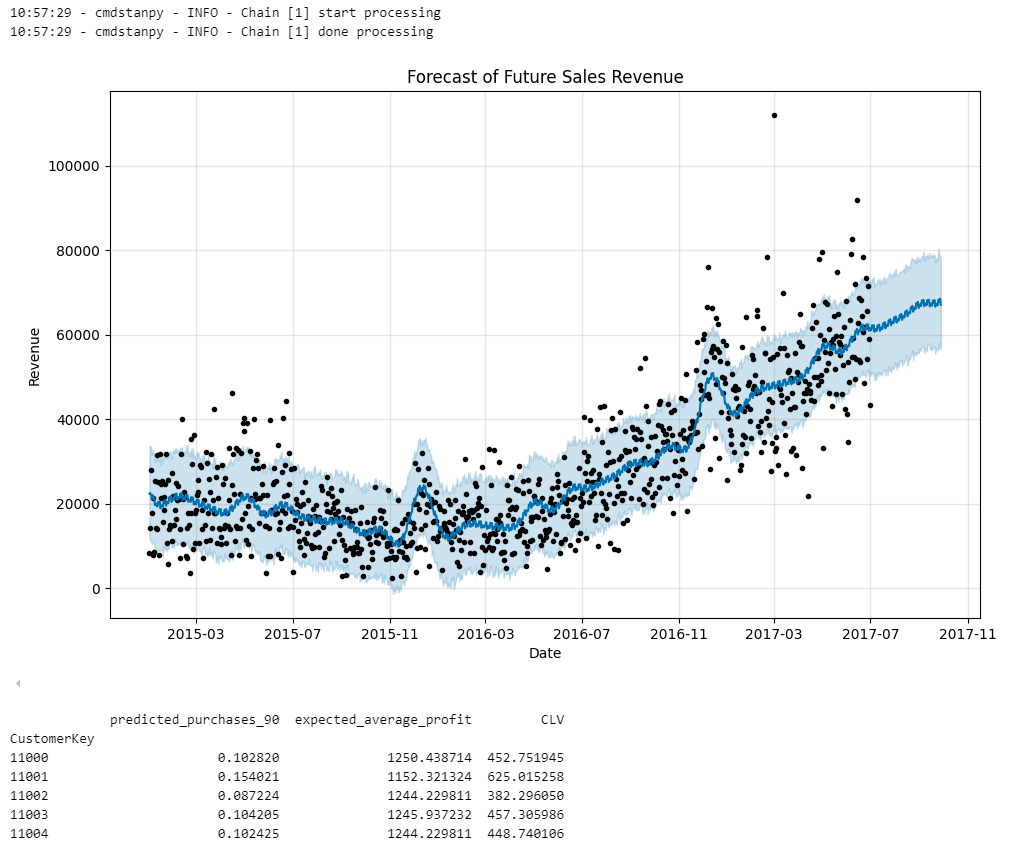 10:57:29 - cmdstanpy - INFO - Chain [1] start processing
10:57:29 - cmdstanpy - INFO - Chain [1] done processing
Forecast of Future Sales Revenue
100000
80000
60000
40000
20000
0
Revenue
2015-03 2015-07 2015-11 2016-03 2016-07 2016-11 2017-03 2017-07 2017-11
Date
predicted_purchases_90 expected_average_profit CLV
CustomerKey
11000 0.102820 1250.438714 452.751945
11001 0.154021 1152.321324 625.015258
11002 0.087224 1244.229811 382.296050
11003 0.104205 1245.937232 457.305986
11004 0.102425 1244.229811 448.740106